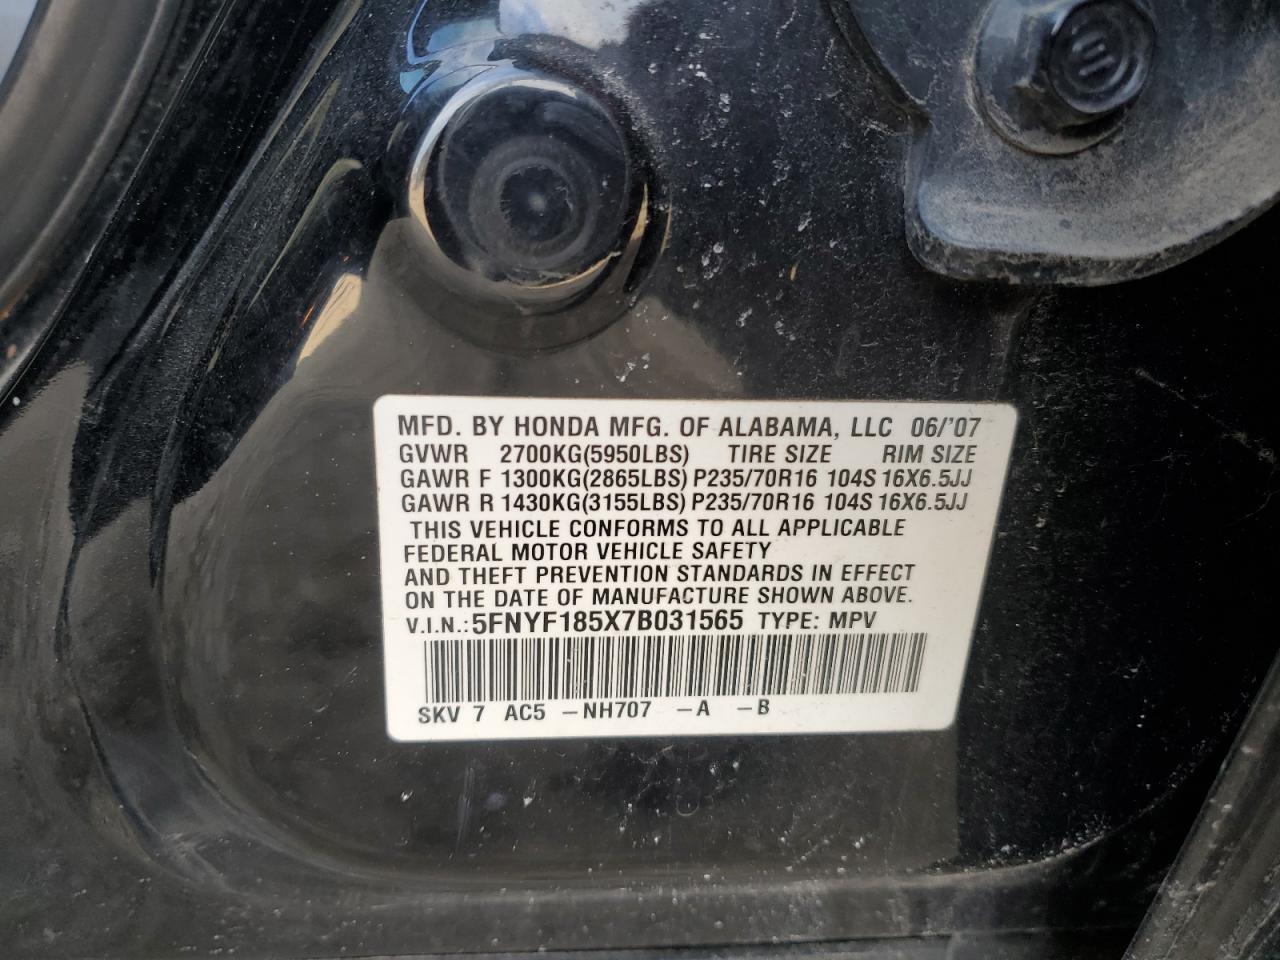 MFD. BY HONDA MFG. OF ALABAMA, LLC 06/'07
GVWR 2700KG(5950LBS) TIRE SIZE RIM SIZE
GAWR F 1300KG(2865LBS) P235/70R16 104S 16X6.5JJ
GAWR R 1430KG(3155LBS) P235/70R16 104S 16X6.5JJ
THIS VEHICLE CONFORMS TO ALL APPLICABLE
FEDERAL MOTOR VEHICLE SAFETY
AND THEFT PREVENTION STANDARDS IN EFFECT
ON THE DATE OF MANUFACTURE SHOWN ABOVE.
V.I.N.: 5FNYF185X7B031565 TYPE: MPV
SKV 7 AC5 –NH707 –A –B